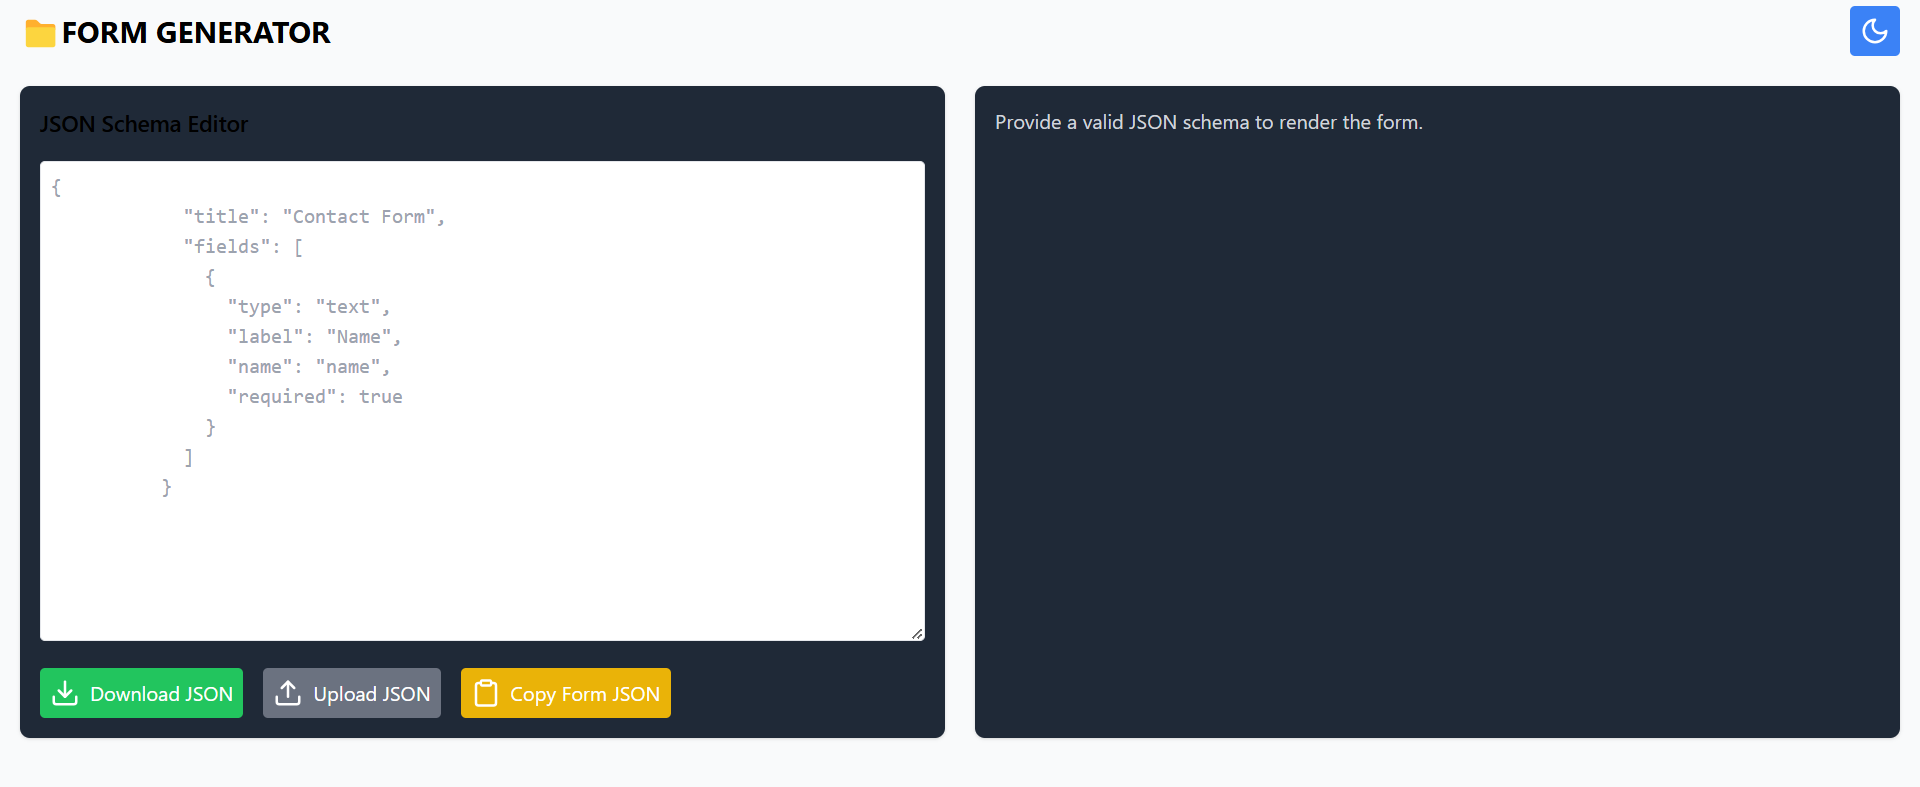 FORM GENERATOR
JSON Schema Editor
{
"title": "Contact Form",
"fields": [
{
"type": "text",
"label": "Name",
"name": "name",
"required": true
}
]
}
Download JSON
Upload JSON
Copy Form JSON
Provide a valid JSON schema to render the form.